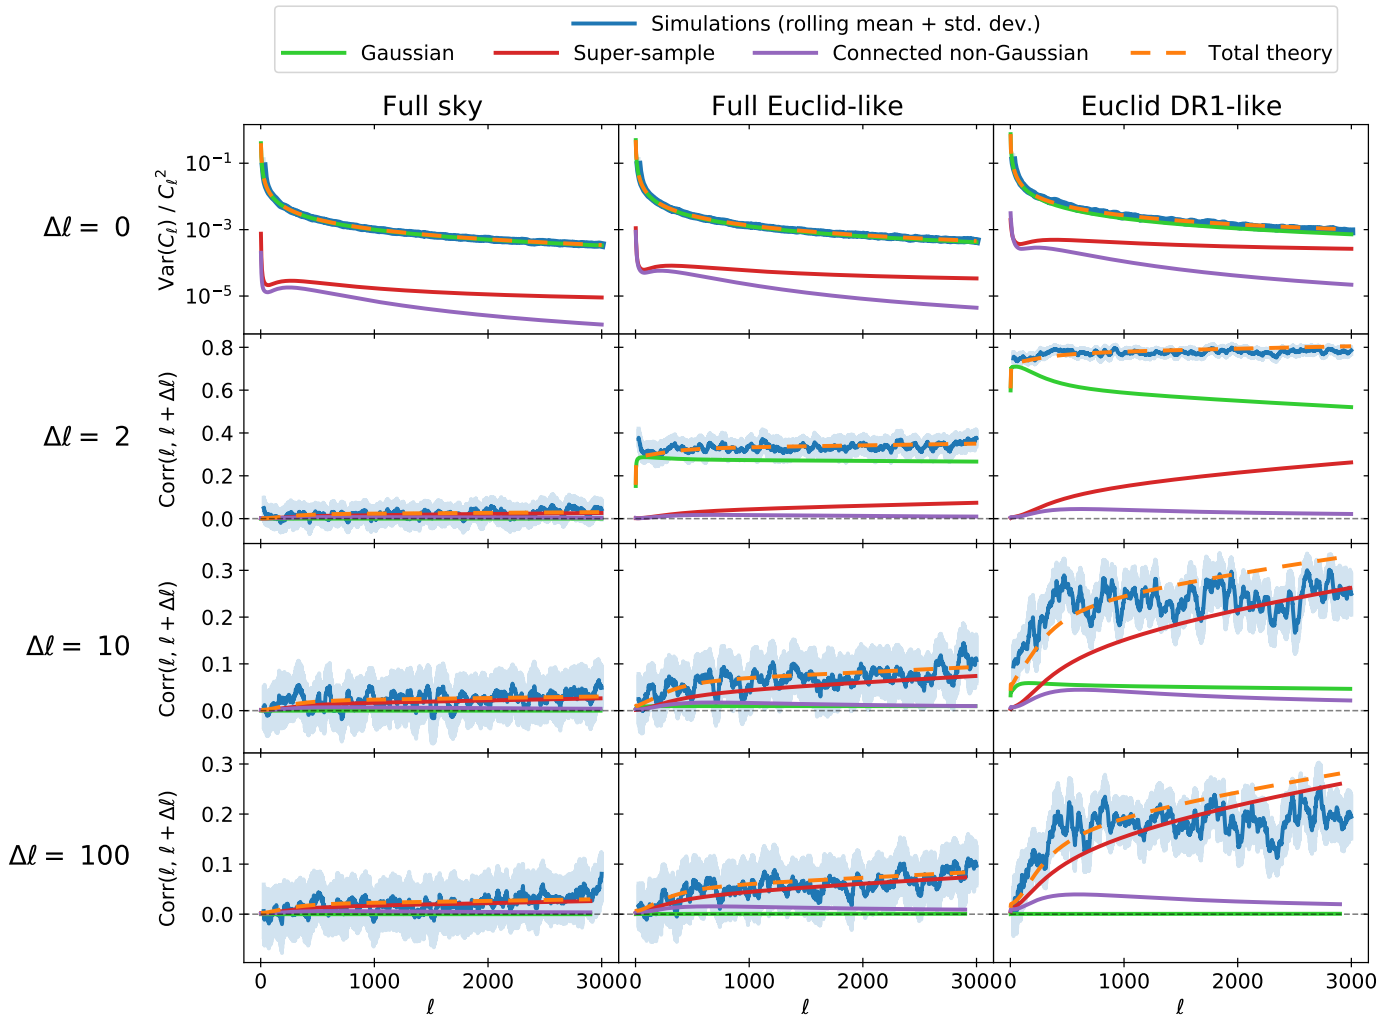 Simulations (rolling mean + std. dev.)
Gaussian Super-sample Connected non-Gaussian Total theory
Full sky Full Euclid-like Euclid DR1-like
Δℓ = 0
Var(Cℓ) / Cℓ²
10⁻¹
10⁻³
10⁻⁵
Δℓ = 2
Corr(ℓ, ℓ + Δℓ)
0.8
0.6
0.4
0.2
0.0
Δℓ = 10
Corr(ℓ, ℓ + Δℓ)
0.3
0.2
0.1
0.0
Δℓ = 100
Corr(ℓ, ℓ + Δℓ)
0.3
0.2
0.1
0.0
0 1000 2000 3000 0 1000 2000 3000 0 1000 2000 3000
ℓ ℓ ℓ